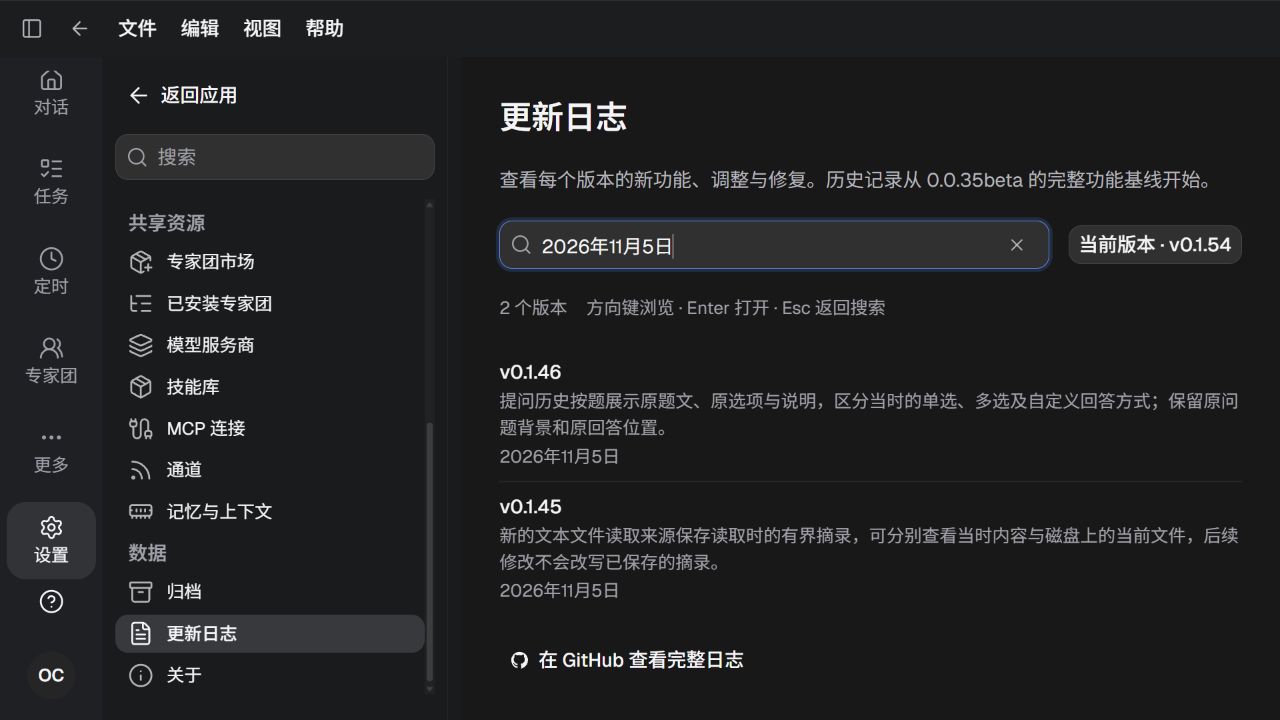 文件 编辑 视图 帮助
对话
任务
定时
专家团
更多
设置
OC
返回应用
搜索
共享资源
专家团市场
已安装专家团
模型服务商
技能库
MCP 连接
通道
记忆与上下文
数据
归档
更新日志
关于
更新日志
查看每个版本的新功能、调整与修复。历史记录从 0.0.35beta 的完整功能基线开始。
2026年11月5日
当前版本 · v0.1.54
2 个版本 方向键浏览 · Enter 打开 · Esc 返回搜索
v0.1.46
提问历史按题展示原题文、原选项与说明，区分当时的单选、多选及自定义回答方式；保留原问
题背景和原回答位置。
2026年11月5日
v0.1.45
新的文本文件读取来源保存读取时的有界摘录，可分别查看当时内容与磁盘上的当前文件，后续
修改不会改写已保存的摘录。
2026年11月5日
在 GitHub 查看完整日志